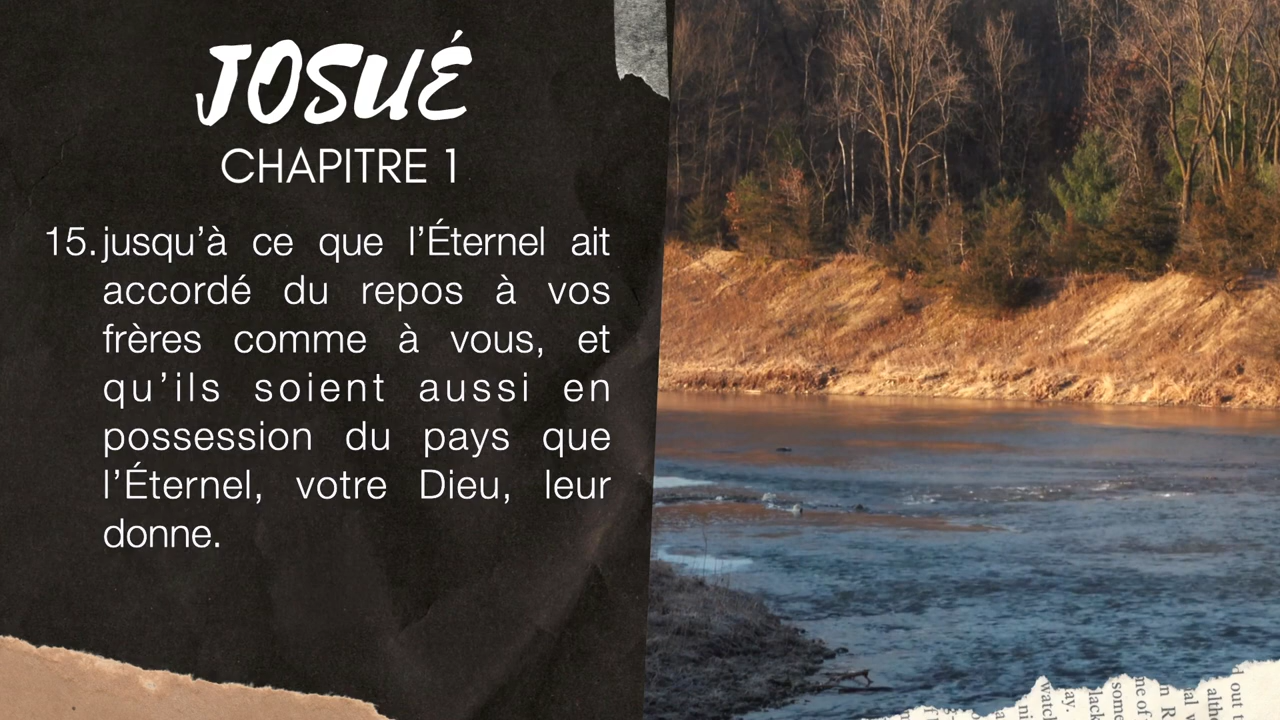 JOSUÉ
CHAPITRE 1
15. jusqu’à ce que l’Éternel ait
accordé du repos à vos
frères comme à vous, et
qu’ils soient aussi en
possession du pays que
l’Éternel, votre Dieu, leur
donne.